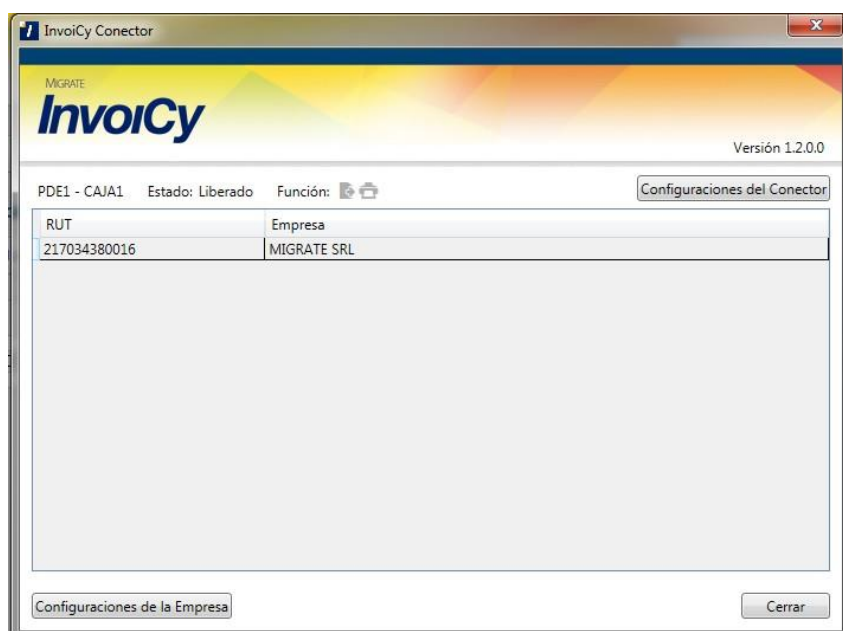 InvoiCy Conector
MIGRATE
InvoiCy
Versión 1.2.0.0
PDE1 - CAJA1 Estado: Liberado Función: Configuraciones del Conector
RUT Empresa
217034380016 MIGRATE SRL
Configuraciones de la Empresa Cerrar